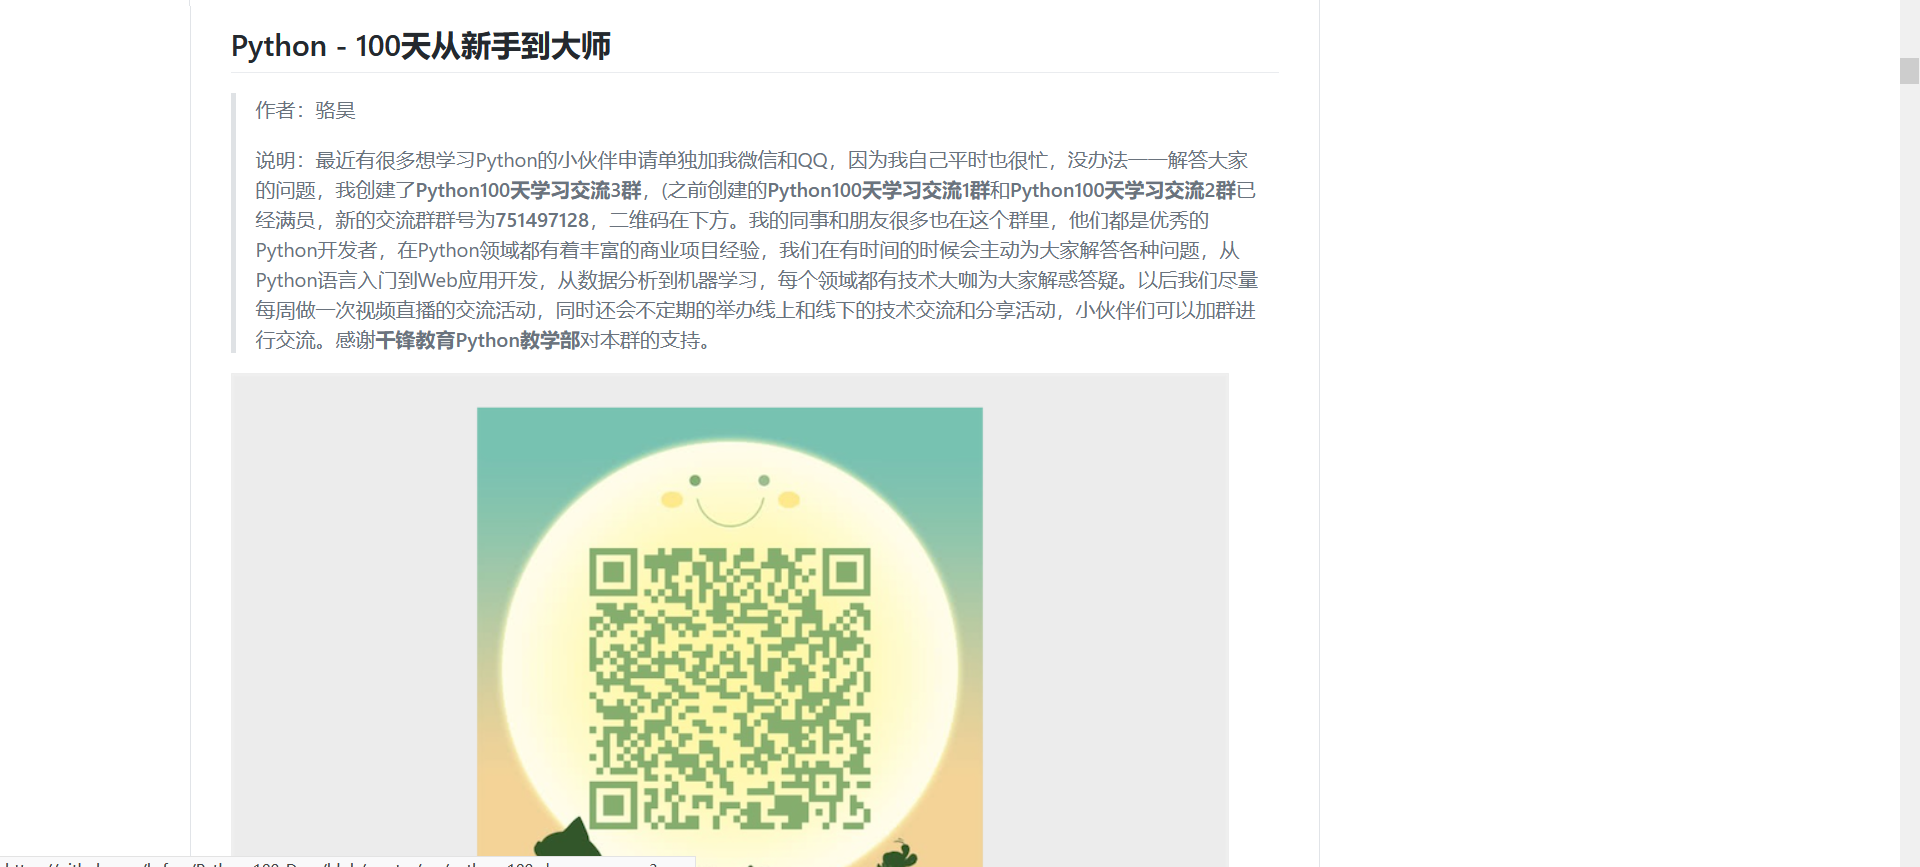 Python - 100天从新手到大师
作者：骆昊
说明：最近有很多想学习Python的小伙伴申请单独加我微信和QQ，因为我自己平时也很忙，没办法一一解答大家
的问题，我创建了Python100天学习交流3群，(之前创建的Python100天学习交流1群和Python100天学习交流2群已
经满员，新的交流群群号为751497128，二维码在下方。我的同事和朋友很多也在这个群里，他们都是优秀的
Python开发者，在Python领域都有着丰富的商业项目经验，我们在有时间的时候会主动为大家解答各种问题，从
Python语言入门到Web应用开发，从数据分析到机器学习，每个领域都有技术大咖为大家解惑答疑。以后我们尽量
每周做一次视频直播的交流活动，同时还会不定期的举办线上和线下的技术交流和分享活动，小伙伴们可以加群进
行交流。感谢千锋教育Python教学部对本群的支持。